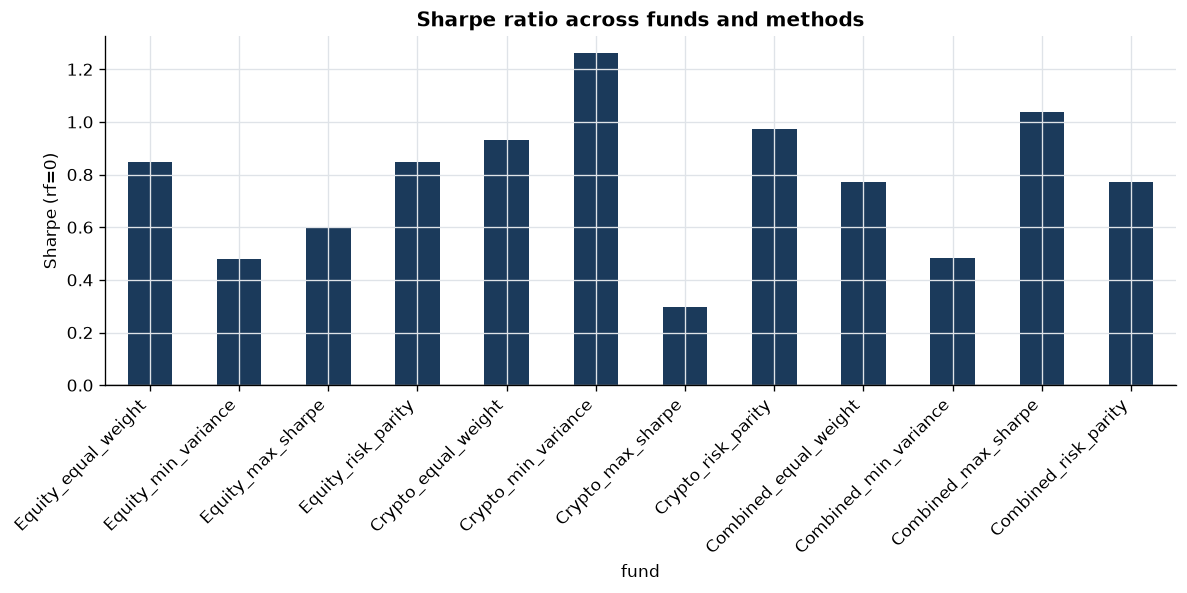 Sharpe ratio across funds and methods
Sharpe (rf=0)
1.2
1.0
0.8
0.6
0.4
0.2
0.0
Equity_equal_weight
Equity_min_variance
Equity_max_sharpe
Equity_risk_parity
Crypto_equal_weight
Crypto_min_variance
Crypto_max_sharpe
Crypto_risk_parity
Combined_equal_weight
Combined_min_variance
Combined_max_sharpe
Combined_risk_parity
fund